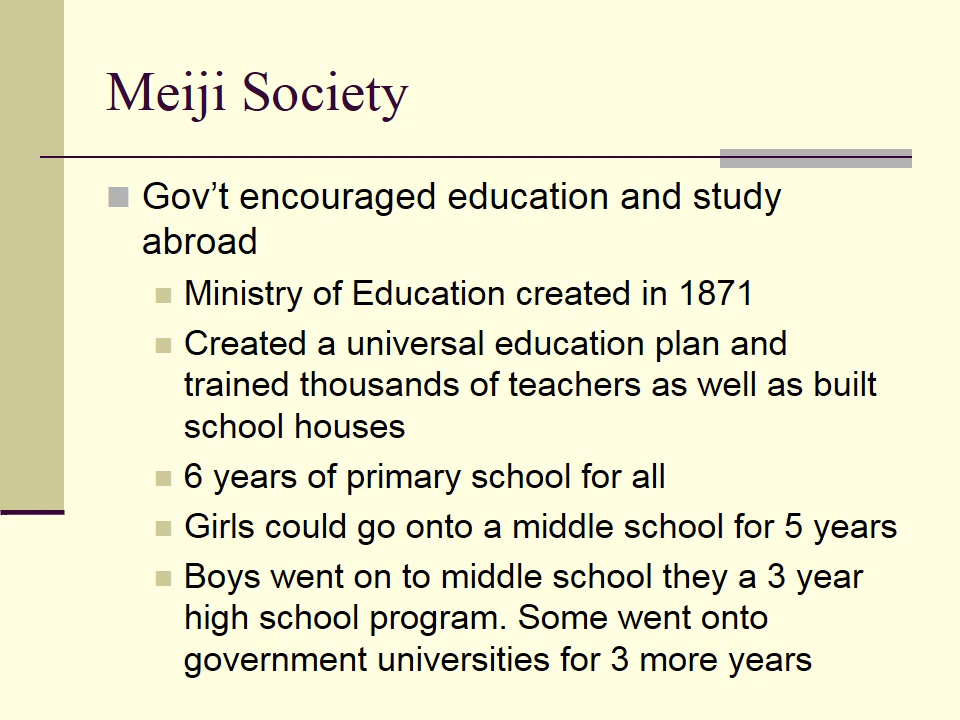 Meiji Society
Gov’t encouraged education and study
abroad
Ministry of Education created in 1871
Created a universal education plan and
trained thousands of teachers as well as built
school houses
6 years of primary school for all
Girls could go onto a middle school for 5 years
Boys went on to middle school they a 3 year
high school program. Some went onto
government universities for 3 more years